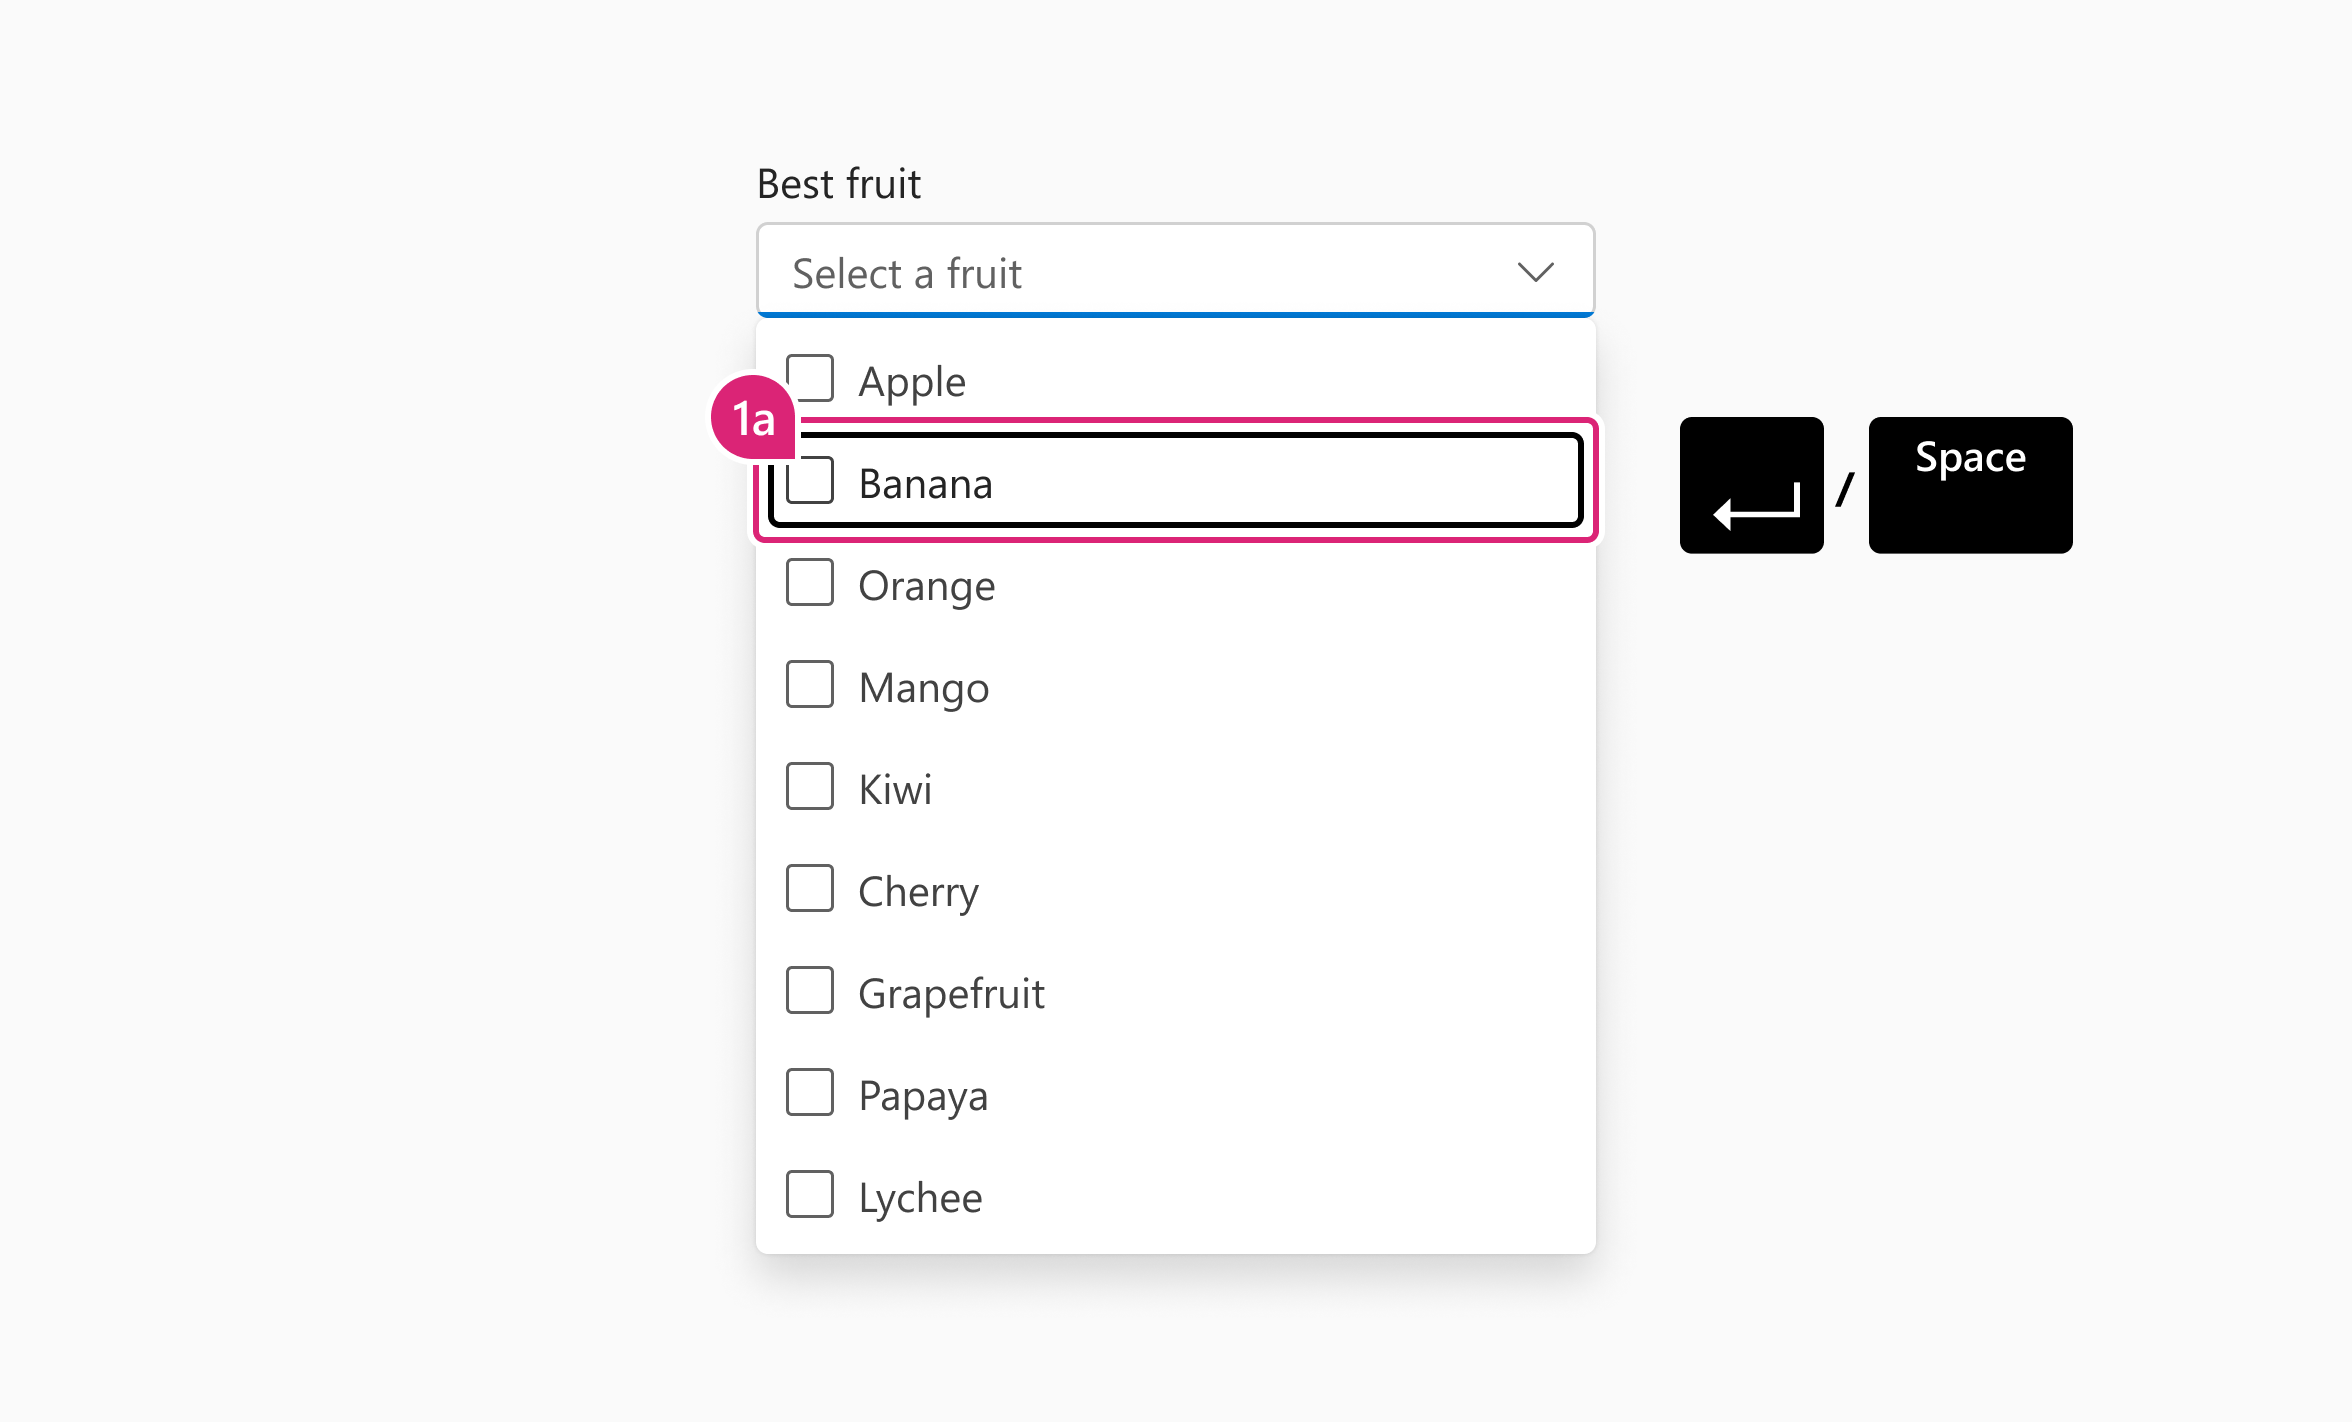 Best fruit
Select a fruit
Apple
1a
Banana
Space
/
Orange
Mango
Kiwi
Cherry
Grapefruit
Papaya
Lychee